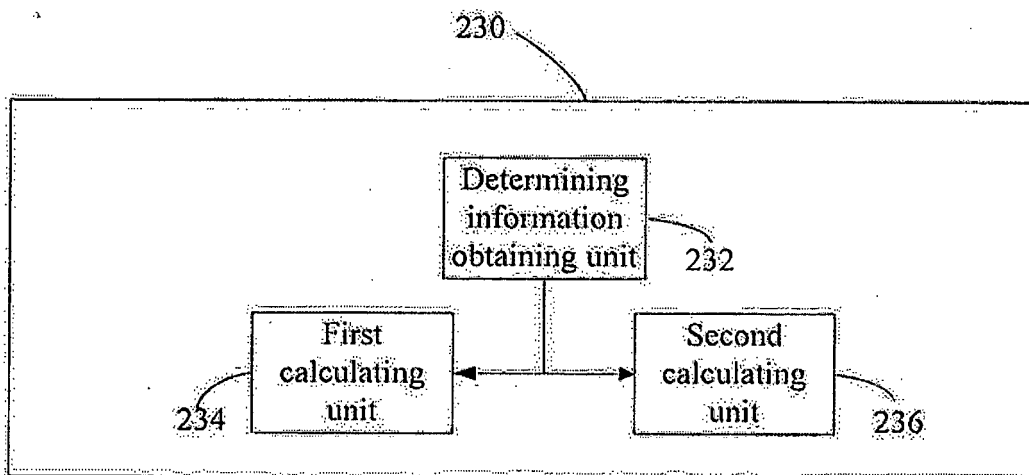 230
Determining
information
obtaining unit
232
First
calculating
unit
234
Second
calculating
unit
236